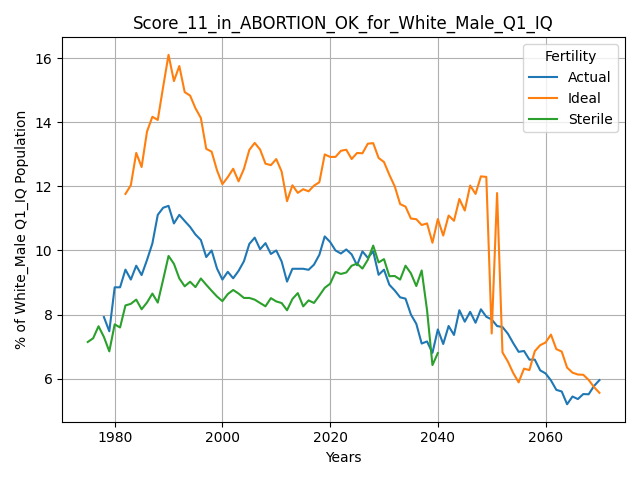 Score_11_in_ABORTION_OK_for_White_Male_Q1_IQ
Fertility
Actual
Ideal
Sterile
% of White_Male Q1_IQ Population
16
14
12
10
8
6
1980
2000
2020
2040
2060
Years